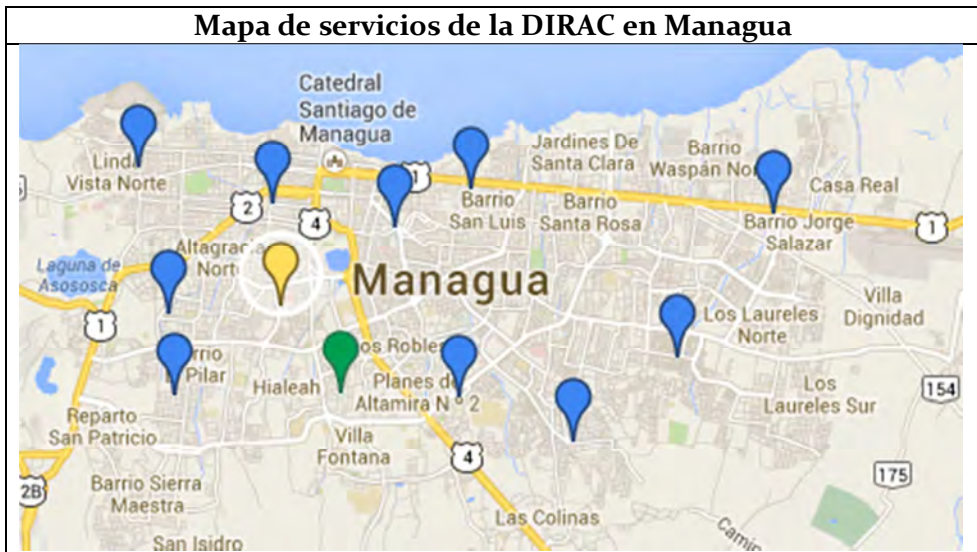 Mapa de servicios de la DIRAC en Managua
Catedral
Santiago de
Managua
Jardines De
Santa Clara
Barrio
Waspán No
Linda
Vista Norte
Casa Real
1
2
4
Barrio
San Luis
Barrio
Santa Rosa
Barrio Jorge
Salazar
1
Altagracia
Norte
Laguna de
Asososca
Managua
Villa
Dignidad
1
Los Laureles
Norte
rrio
Pilar
os Robles
Hialeah
Planes de
Altamira N° 2
Los
Laureles Sur
154
Reparto
San Patricio
Villa
Fontana
4
175
2B
Barrio Sierra
Maestra
Las Colinas
Camin
San Isidro